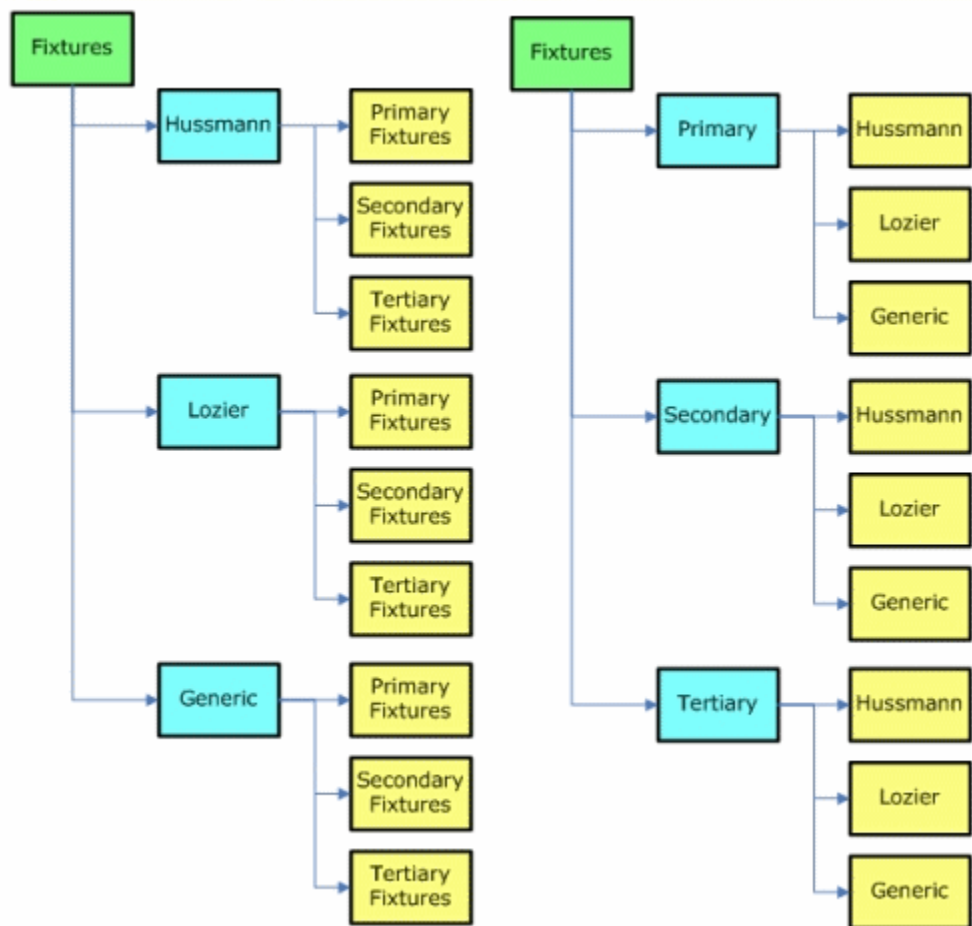 Fixtures
Hussmann
Primary
Fixtures
Secondary
Fixtures
Tertiary
Fixtures
Lozier
Primary
Fixtures
Secondary
Fixtures
Tertiary
Fixtures
Generic
Primary
Fixtures
Secondary
Fixtures
Tertiary
Fixtures
Fixtures
Primary
Hussmann
Lozier
Generic
Secondary
Hussmann
Lozier
Generic
Tertiary
Hussmann
Lozier
Generic